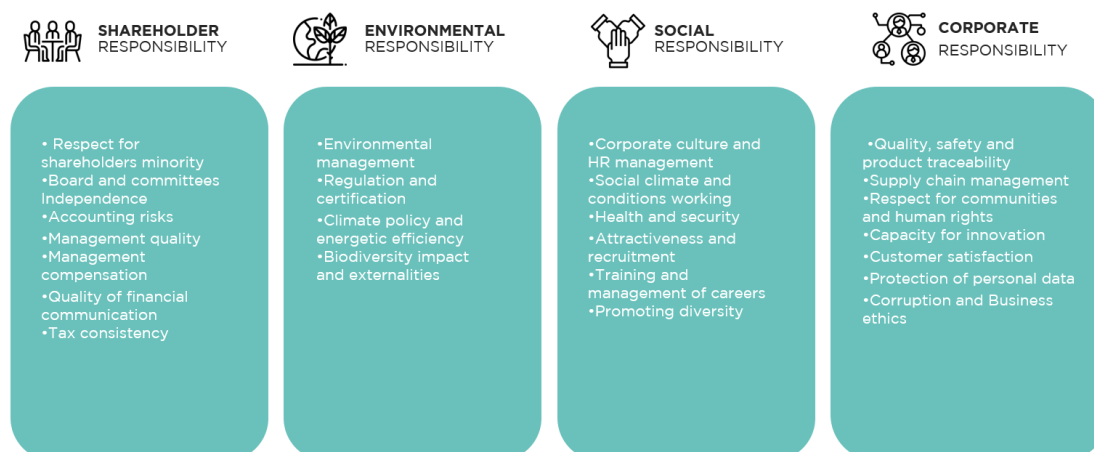 SHAREHOLDER
RESPONSIBILITY
• Respect for
shareholders minority
•Board and committees
Independence
•Accounting risks
•Management quality
•Management
compensation
•Quality of financial
communication
•Tax consistency
ENVIRONMENTAL
RESPONSIBILITY
•Environmental
management
•Regulation and
certification
•Climate policy and
energetic efficiency
•Biodiversity impact
and externalities
SOCIAL
RESPONSIBILITY
•Corporate culture and
HR management
•Social climate and
conditions working
•Health and security
•Attractiveness and
recruitment
•Training and
management of careers
•Promoting diversity
CORPORATE
RESPONSIBILITY
•Quality, safety and
product traceability
•Supply chain management
•Respect for communities
and human rights
•Capacity for innovation
•Customer satisfaction
•Protection of personal data
•Corruption and Business
ethics